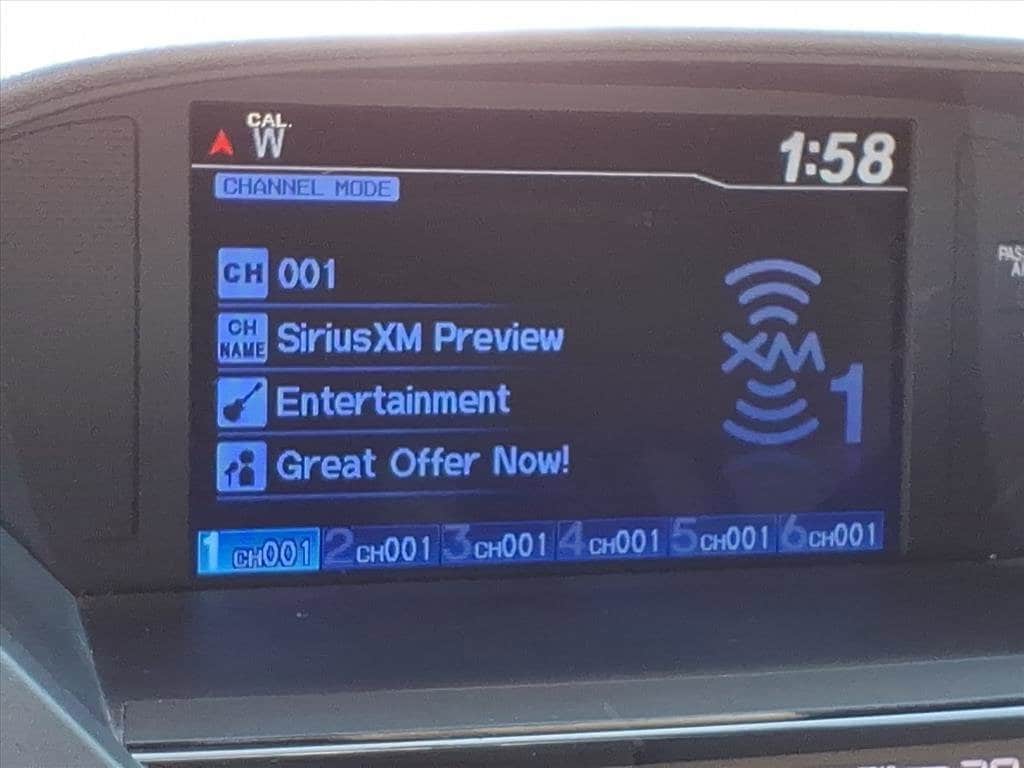 CAL.
W
1:58
CHANNEL MODE
CH 001
CH NAME SiriusXM Preview
Entertainment
Great Offer Now!
XM 1
1 CH001 2 CH001 3 CH001 4 CH001 5 CH001 6 CH001